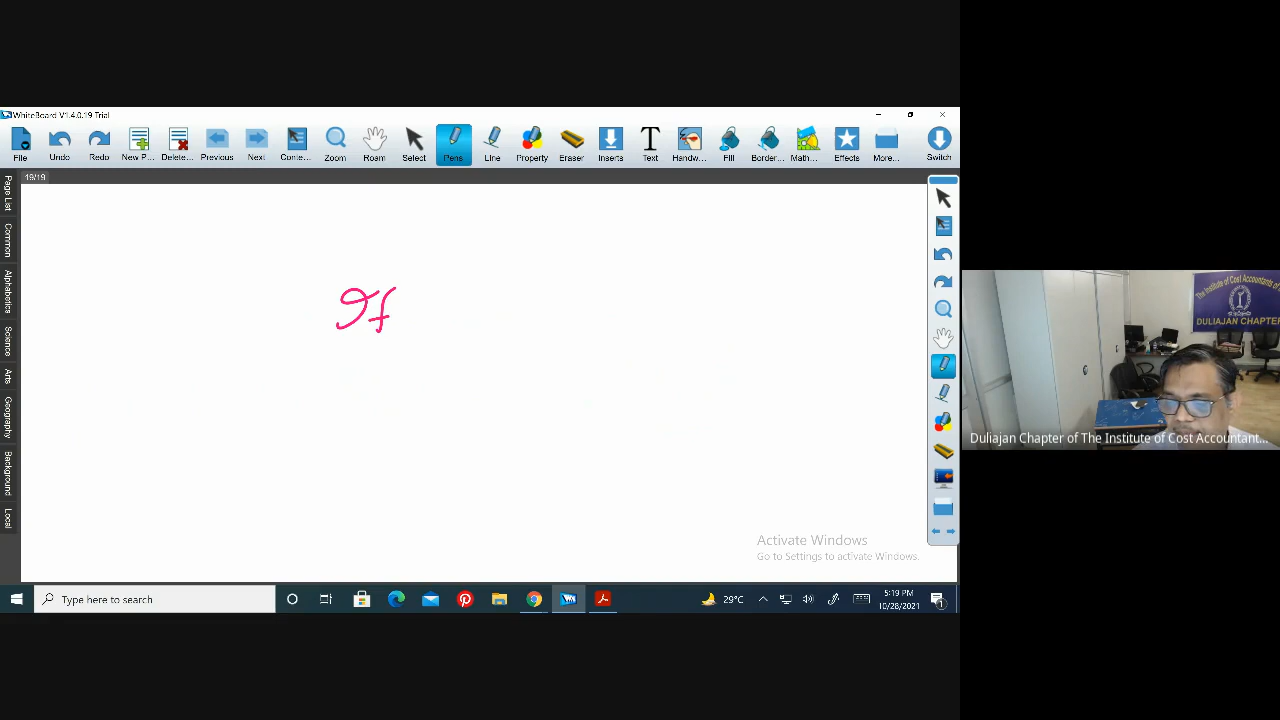 WhiteBoard V1.4.0.19 Trial
File Undo Redo New P... Delete... Previous Next Conte... Zoom Roam Select Pens Line Property Eraser Inserts Text Handw... Fill Border... Math... Effects More... Switch
19/19
Page List
Common
Alphabetics
Science
Arts
Geography
Background
Local
If
The Institute of Cost Accountants of
DULIAJAN CHAPTER
Duliajan Chapter of The Institute of Cost Accountant...
Activate Windows
Go to Settings to activate Windows.
Type here to search
29°C
5:19 PM
10/28/2021
1